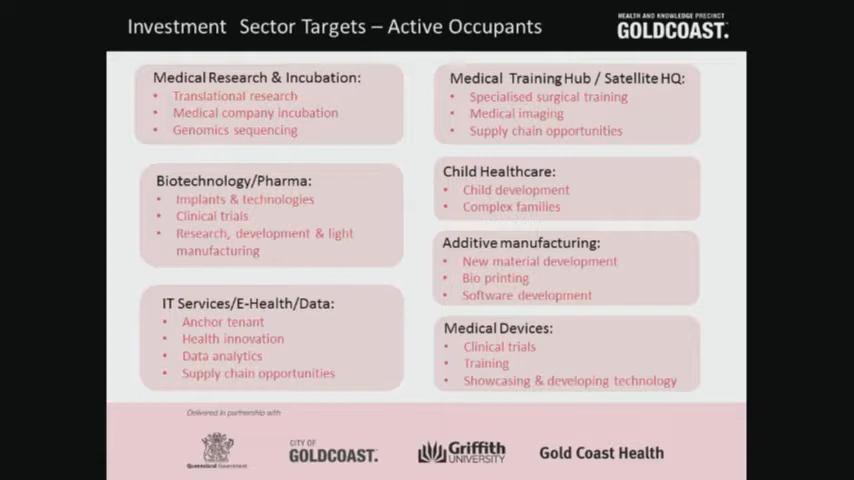 Investment Sector Targets – Active Occupants
HEALTH AND KNOWLEDGE PRECINCT
GOLDCOAST.
Medical Research & Incubation:
• Translational research
• Medical company incubation
• Genomics sequencing
Biotechnology/Pharma:
• Implants & technologies
• Clinical trials
• Research, development & light
manufacturing
IT Services/E-Health/Data:
• Anchor tenant
• Health innovation
• Data analytics
• Supply chain opportunities
Medical Training Hub / Satellite HQ:
• Specialised surgical training
• Medical imaging
• Supply chain opportunities
Child Healthcare:
• Child development
• Complex families
Additive manufacturing:
• New material development
• Bio printing
• Software development
Medical Devices:
• Clinical trials
• Training
• Showcasing & developing technology
Delivered in partnership with
Queensland Government
CITY OF
GOLDCOAST.
Griffith
UNIVERSITY
Gold Coast Health